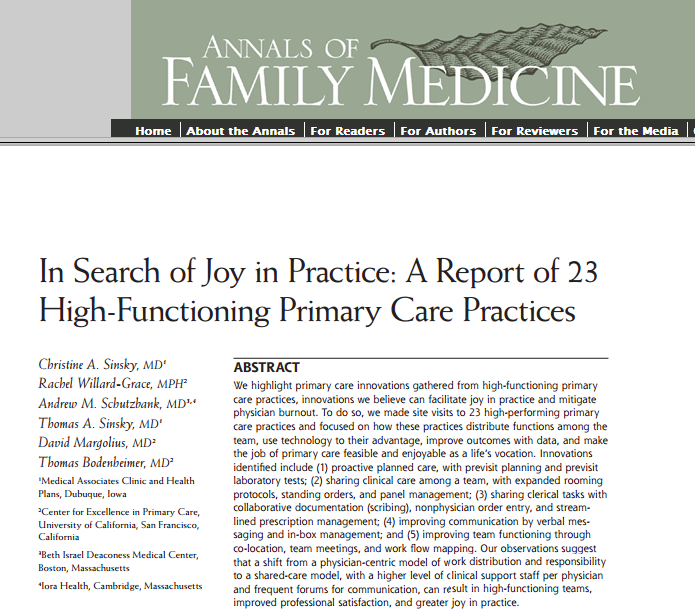 ANNALS OF
FAMILY MEDICINE
Home About the Annals For Readers For Authors For Reviewers For the Media
In Search of Joy in Practice: A Report of 23
High-Functioning Primary Care Practices
Christine A. Sinsky, MD¹
Rachel Willard-Grace, MPH²
Andrew M. Schutzbank, MD³,⁴
Thomas A. Sinsky, MD¹
David Margolius, MD²
Thomas Bodenheimer, MD²
¹Medical Associates Clinic and Health
Plans, Dubuque, Iowa
²Center for Excellence in Primary Care,
University of California, San Francisco,
California
³Beth Israel Deaconess Medical Center,
Boston, Massachusetts
⁴Iora Health, Cambridge, Massachusetts
ABSTRACT
We highlight primary care innovations gathered from high-functioning primary
care practices, innovations we believe can facilitate joy in practice and mitigate
physician burnout. To do so, we made site visits to 23 high-performing primary
care practices and focused on how these practices distribute functions among the
team, use technology to their advantage, improve outcomes with data, and make
the job of primary care feasible and enjoyable as a life's vocation. Innovations
identified include (1) proactive planned care, with previsit planning and previsit
laboratory tests; (2) sharing clinical care among a team, with expanded rooming
protocols, standing orders, and panel management; (3) sharing clerical tasks with
collaborative documentation (scribing), nonphysician order entry, and stream-
lined prescription management; (4) improving communication by verbal mes-
saging and in-box management; and (5) improving team functioning through
co-location, team meetings, and work flow mapping. Our observations suggest
that a shift from a physician-centric model of work distribution and responsibility
to a shared-care model, with a higher level of clinical support staff per physician
and frequent forums for communication, can result in high-functioning teams,
improved professional satisfaction, and greater joy in practice.